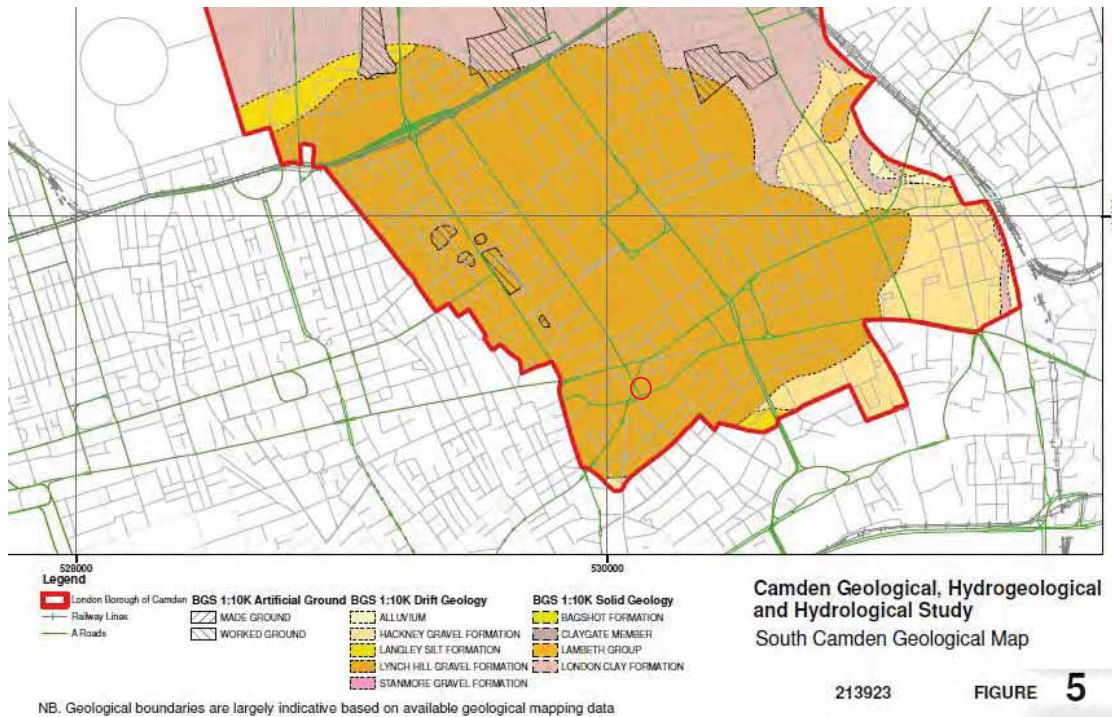 528000
530000
Legend
London Borough of Camden
Railway Lines
A Roads
BGS 1:10K Artificial Ground
MADE GROUND
WORKED GROUND
BGS 1:10K Drift Geology
ALLUVIUM
HACKNEY GRAVEL FORMATION
LANGLEY SILT FORMATION
LYNCH HILL GRAVEL FORMATION
STANMORE GRAVEL FORMATION
BGS 1:10K Solid Geology
BAGSHOT FORMATION
CLAYGATE MEMBER
LAMBETH GROUP
LONDON CLAY FORMATION
Camden Geological, Hydrogeological
and Hydrological Study
South Camden Geological Map
213923
FIGURE 5
NB. Geological boundaries are largely indicative based on available geological mapping data